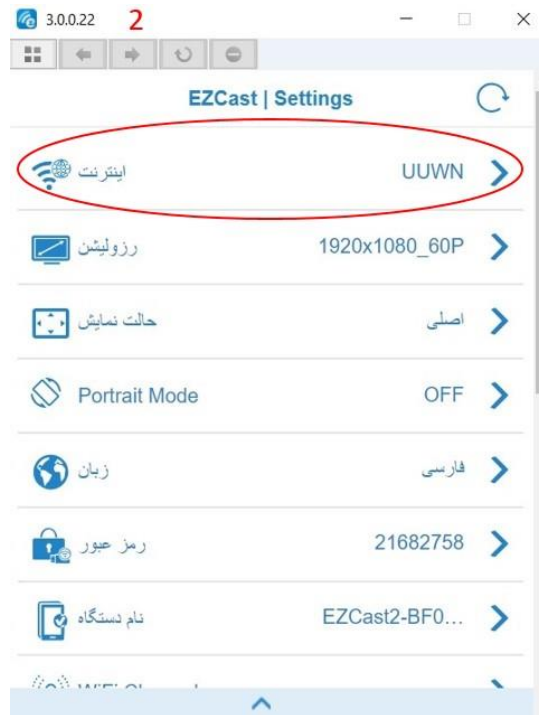 3.0.0.22
2
EZCast | Settings
اینترنت UUWN
رزولیشن 1920x1080_60P
حالت نمایش اصلی
Portrait Mode OFF
زبان فارسی
رمز عبور 21682758
نام دستگاه EZCast2-BF0...
WiFi